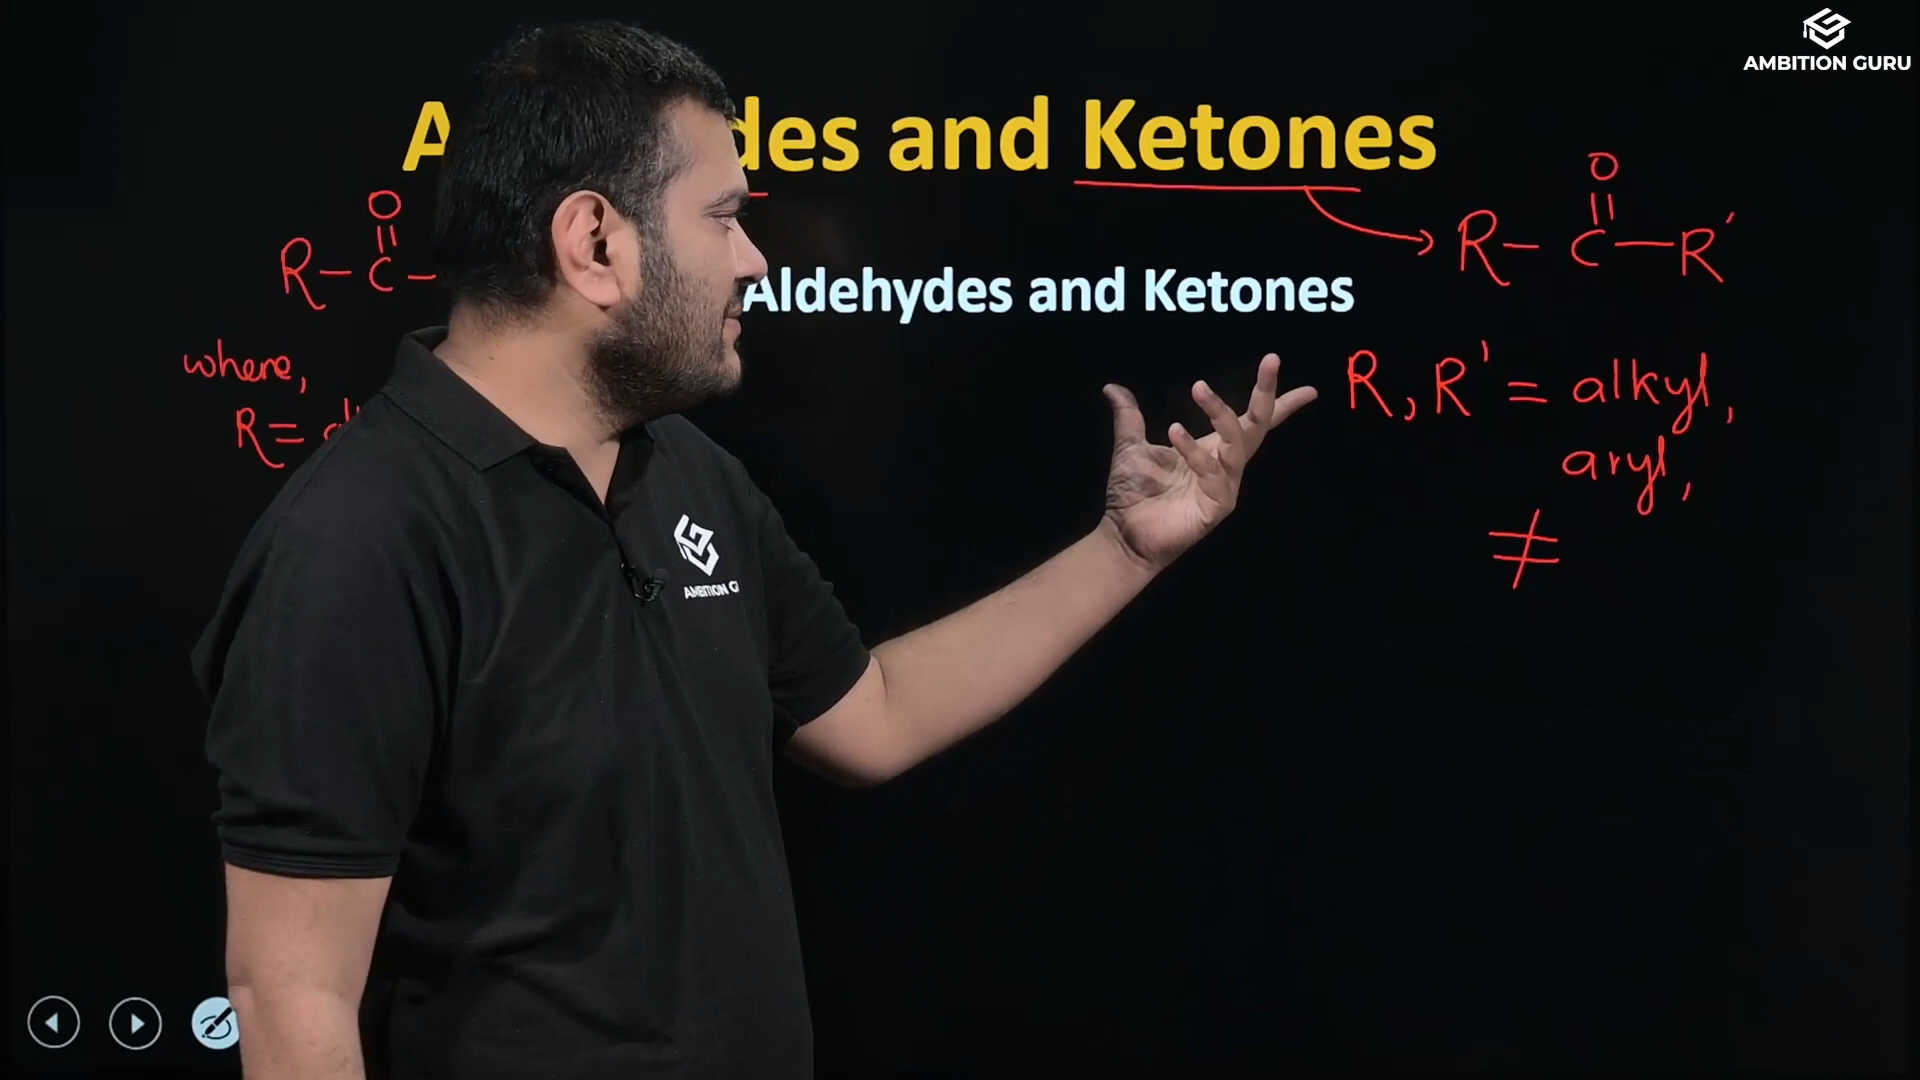 AMBITION GURU
des and Ketones
O
||
R-C-
O
||
R-C-R'
Aldehydes and Ketones
where,
R=
R, R' = alkyl,
aryl,
≠
AMBITION G